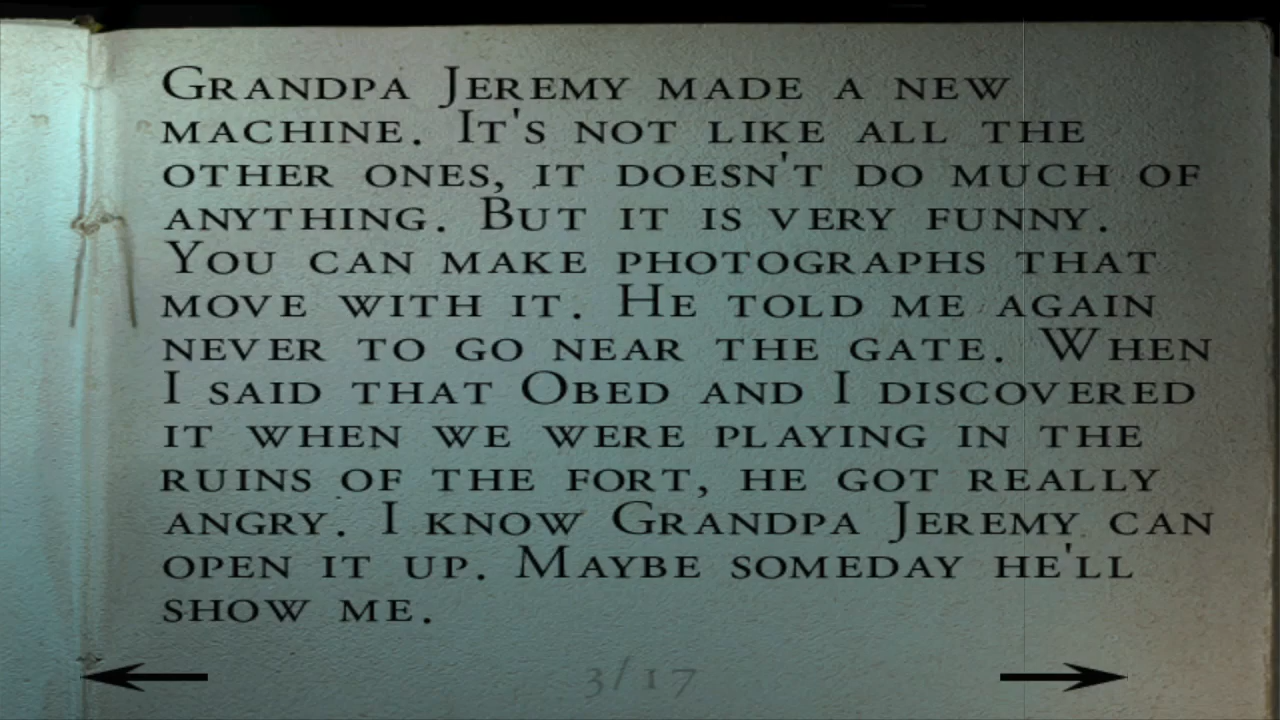 Grandpa Jeremy made a new
machine. It's not like all the
other ones, it doesn't do much of
anything. But it is very funny.
You can make photographs that
move with it. He told me again
never to go near the gate. When
I said that Obed and I discovered
it when we were playing in the
ruins of the fort, he got really
angry. I know Grandpa Jeremy can
open it up. Maybe someday he'll
show me.
3/17